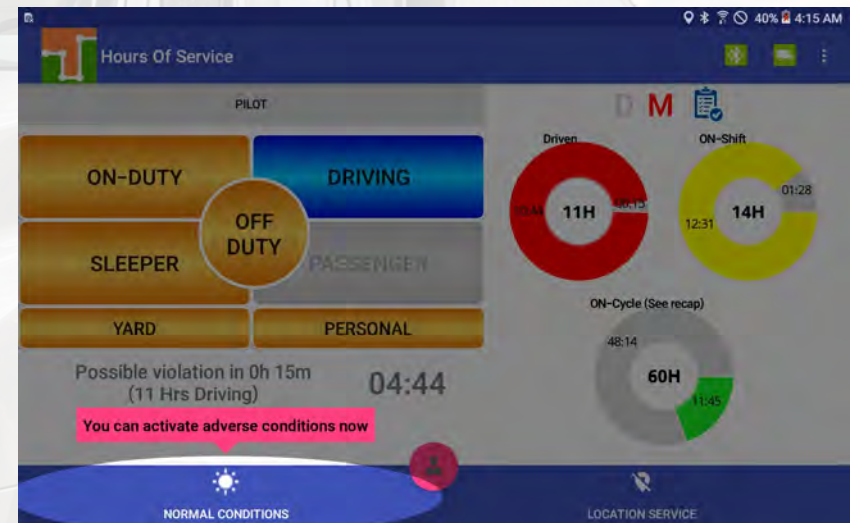 40% 4:15 AM
Hours Of Service
PILOT
D M
ON-DUTY
DRIVING
OFF DUTY
SLEEPER
PASSENGER
YARD
PERSONAL
Possible violation in 0h 15m
(11 Hrs Driving)
04:44
You can activate adverse conditions now
NORMAL CONDITIONS
Driven
11H
ON-Shift
01:28
12:31
14H
ON-Cycle (See recap)
48:14
60H
11:45
LOCATION SERVICE